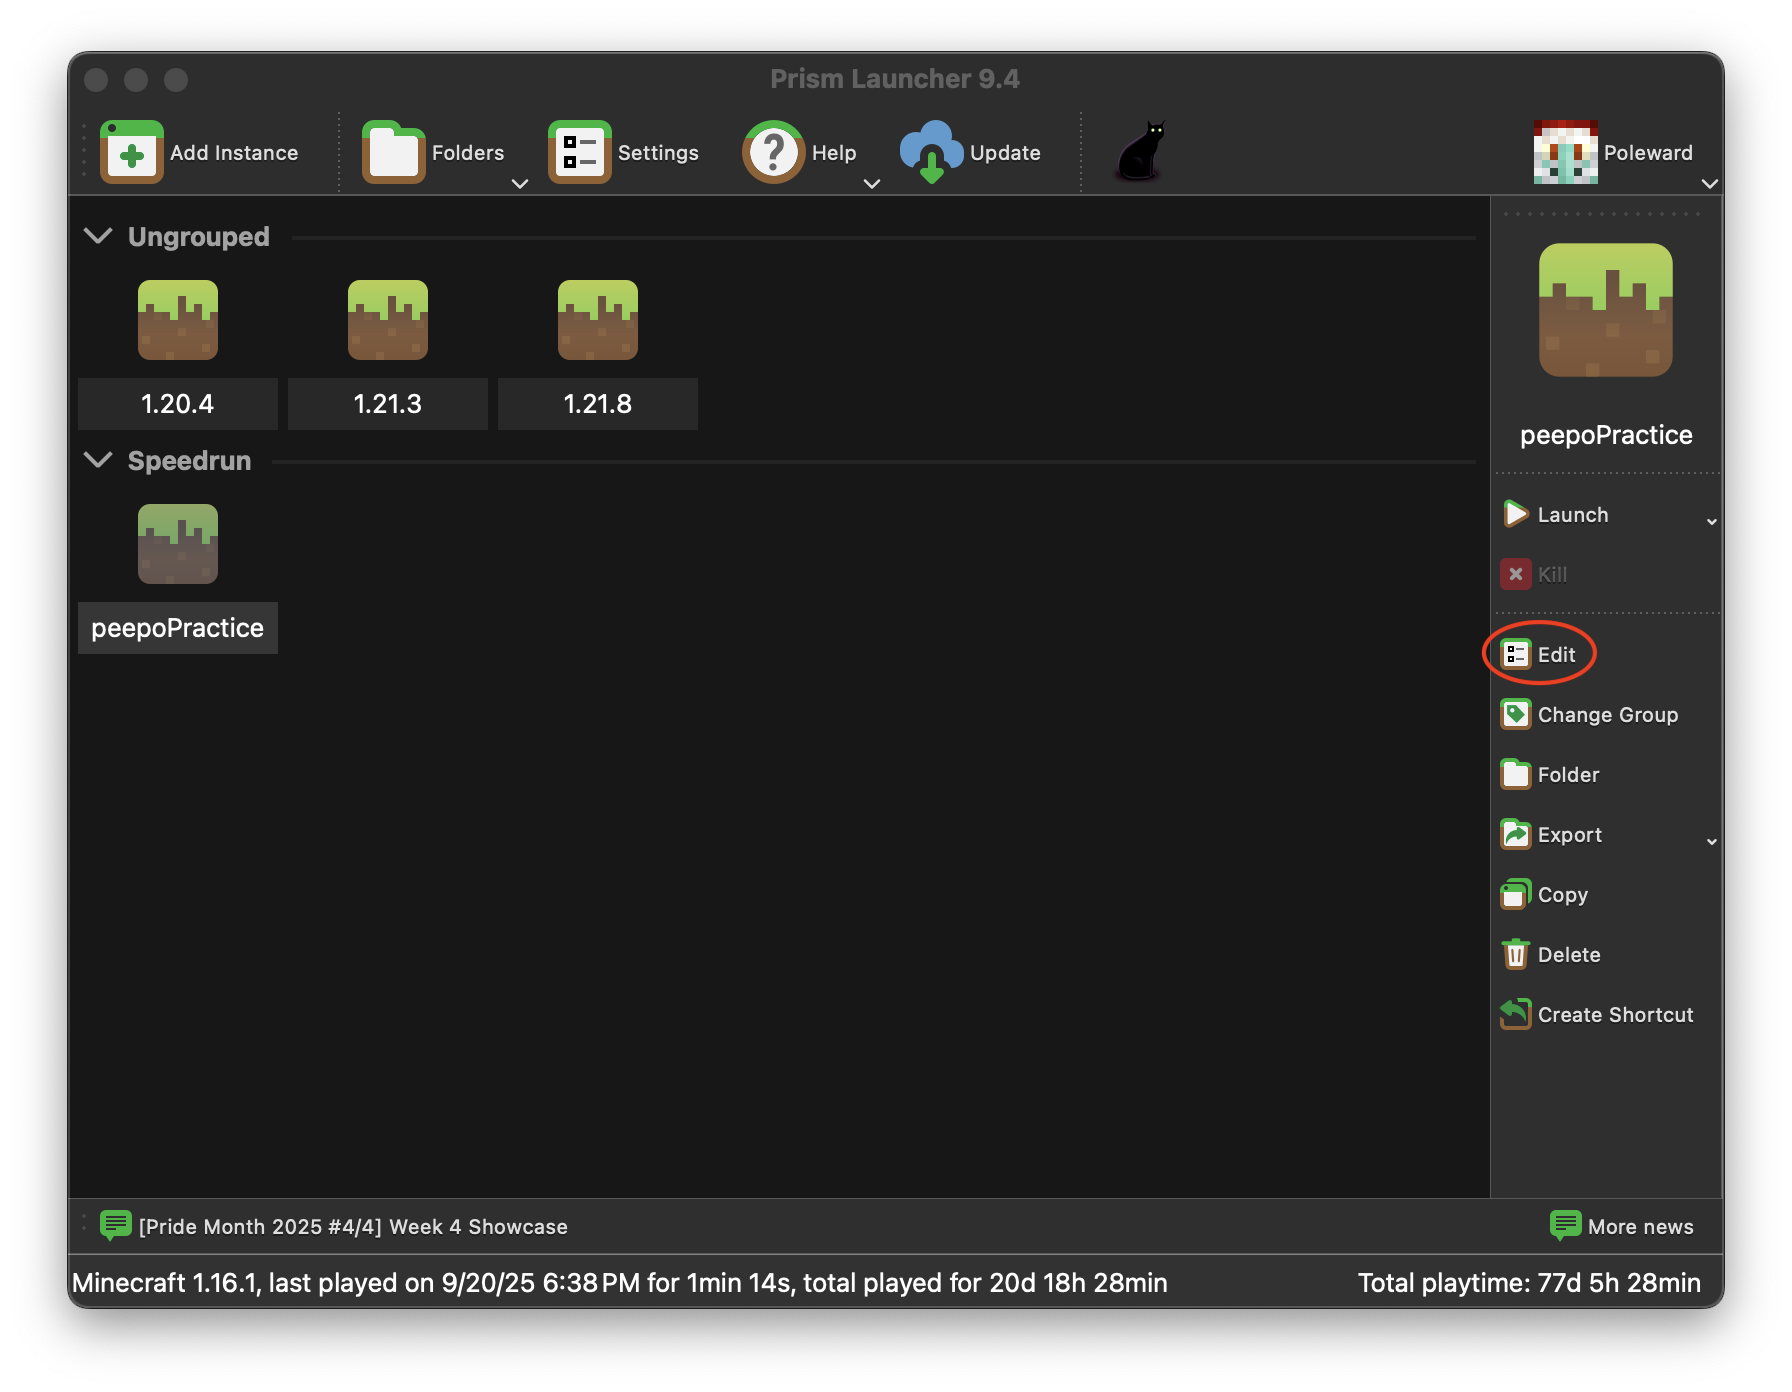 Prism Launcher 9.4
Add Instance
Folders
Settings
Help
Update
Poleward
Ungrouped
1.20.4
1.21.3
1.21.8
Speedrun
peepoPractice
peepoPractice
Launch
Kill
Edit
Change Group
Folder
Export
Copy
Delete
Create Shortcut
[Pride Month 2025 #4/4] Week 4 Showcase
More news
Minecraft 1.16.1, last played on 9/20/25 6:38 PM for 1min 14s, total played for 20d 18h 28min
Total playtime: 77d 5h 28min